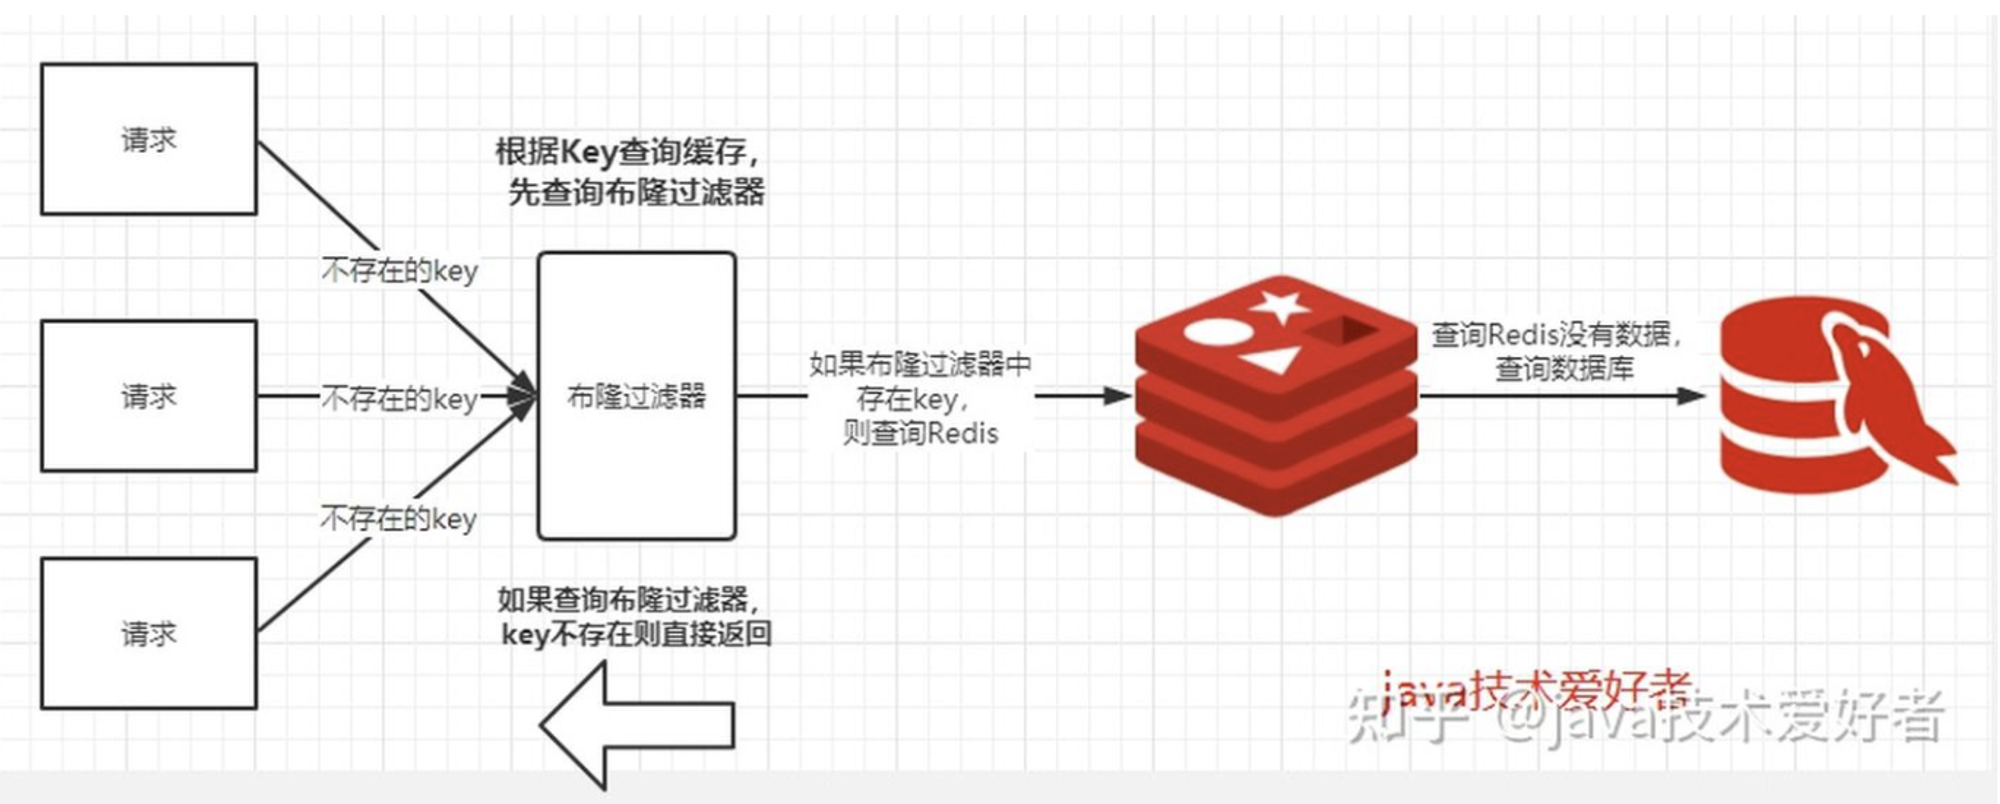 请求
根据Key查询缓存，
先查询布隆过滤器
不存在的key
请求
不存在的key
布隆过滤器
如果布隆过滤器中
存在key，
则查询Redis
查询Redis没有数据，
查询数据库
不存在的key
请求
如果查询布隆过滤器，
key不存在则直接返回
java技术爱好者
知乎 @java技术爱好者